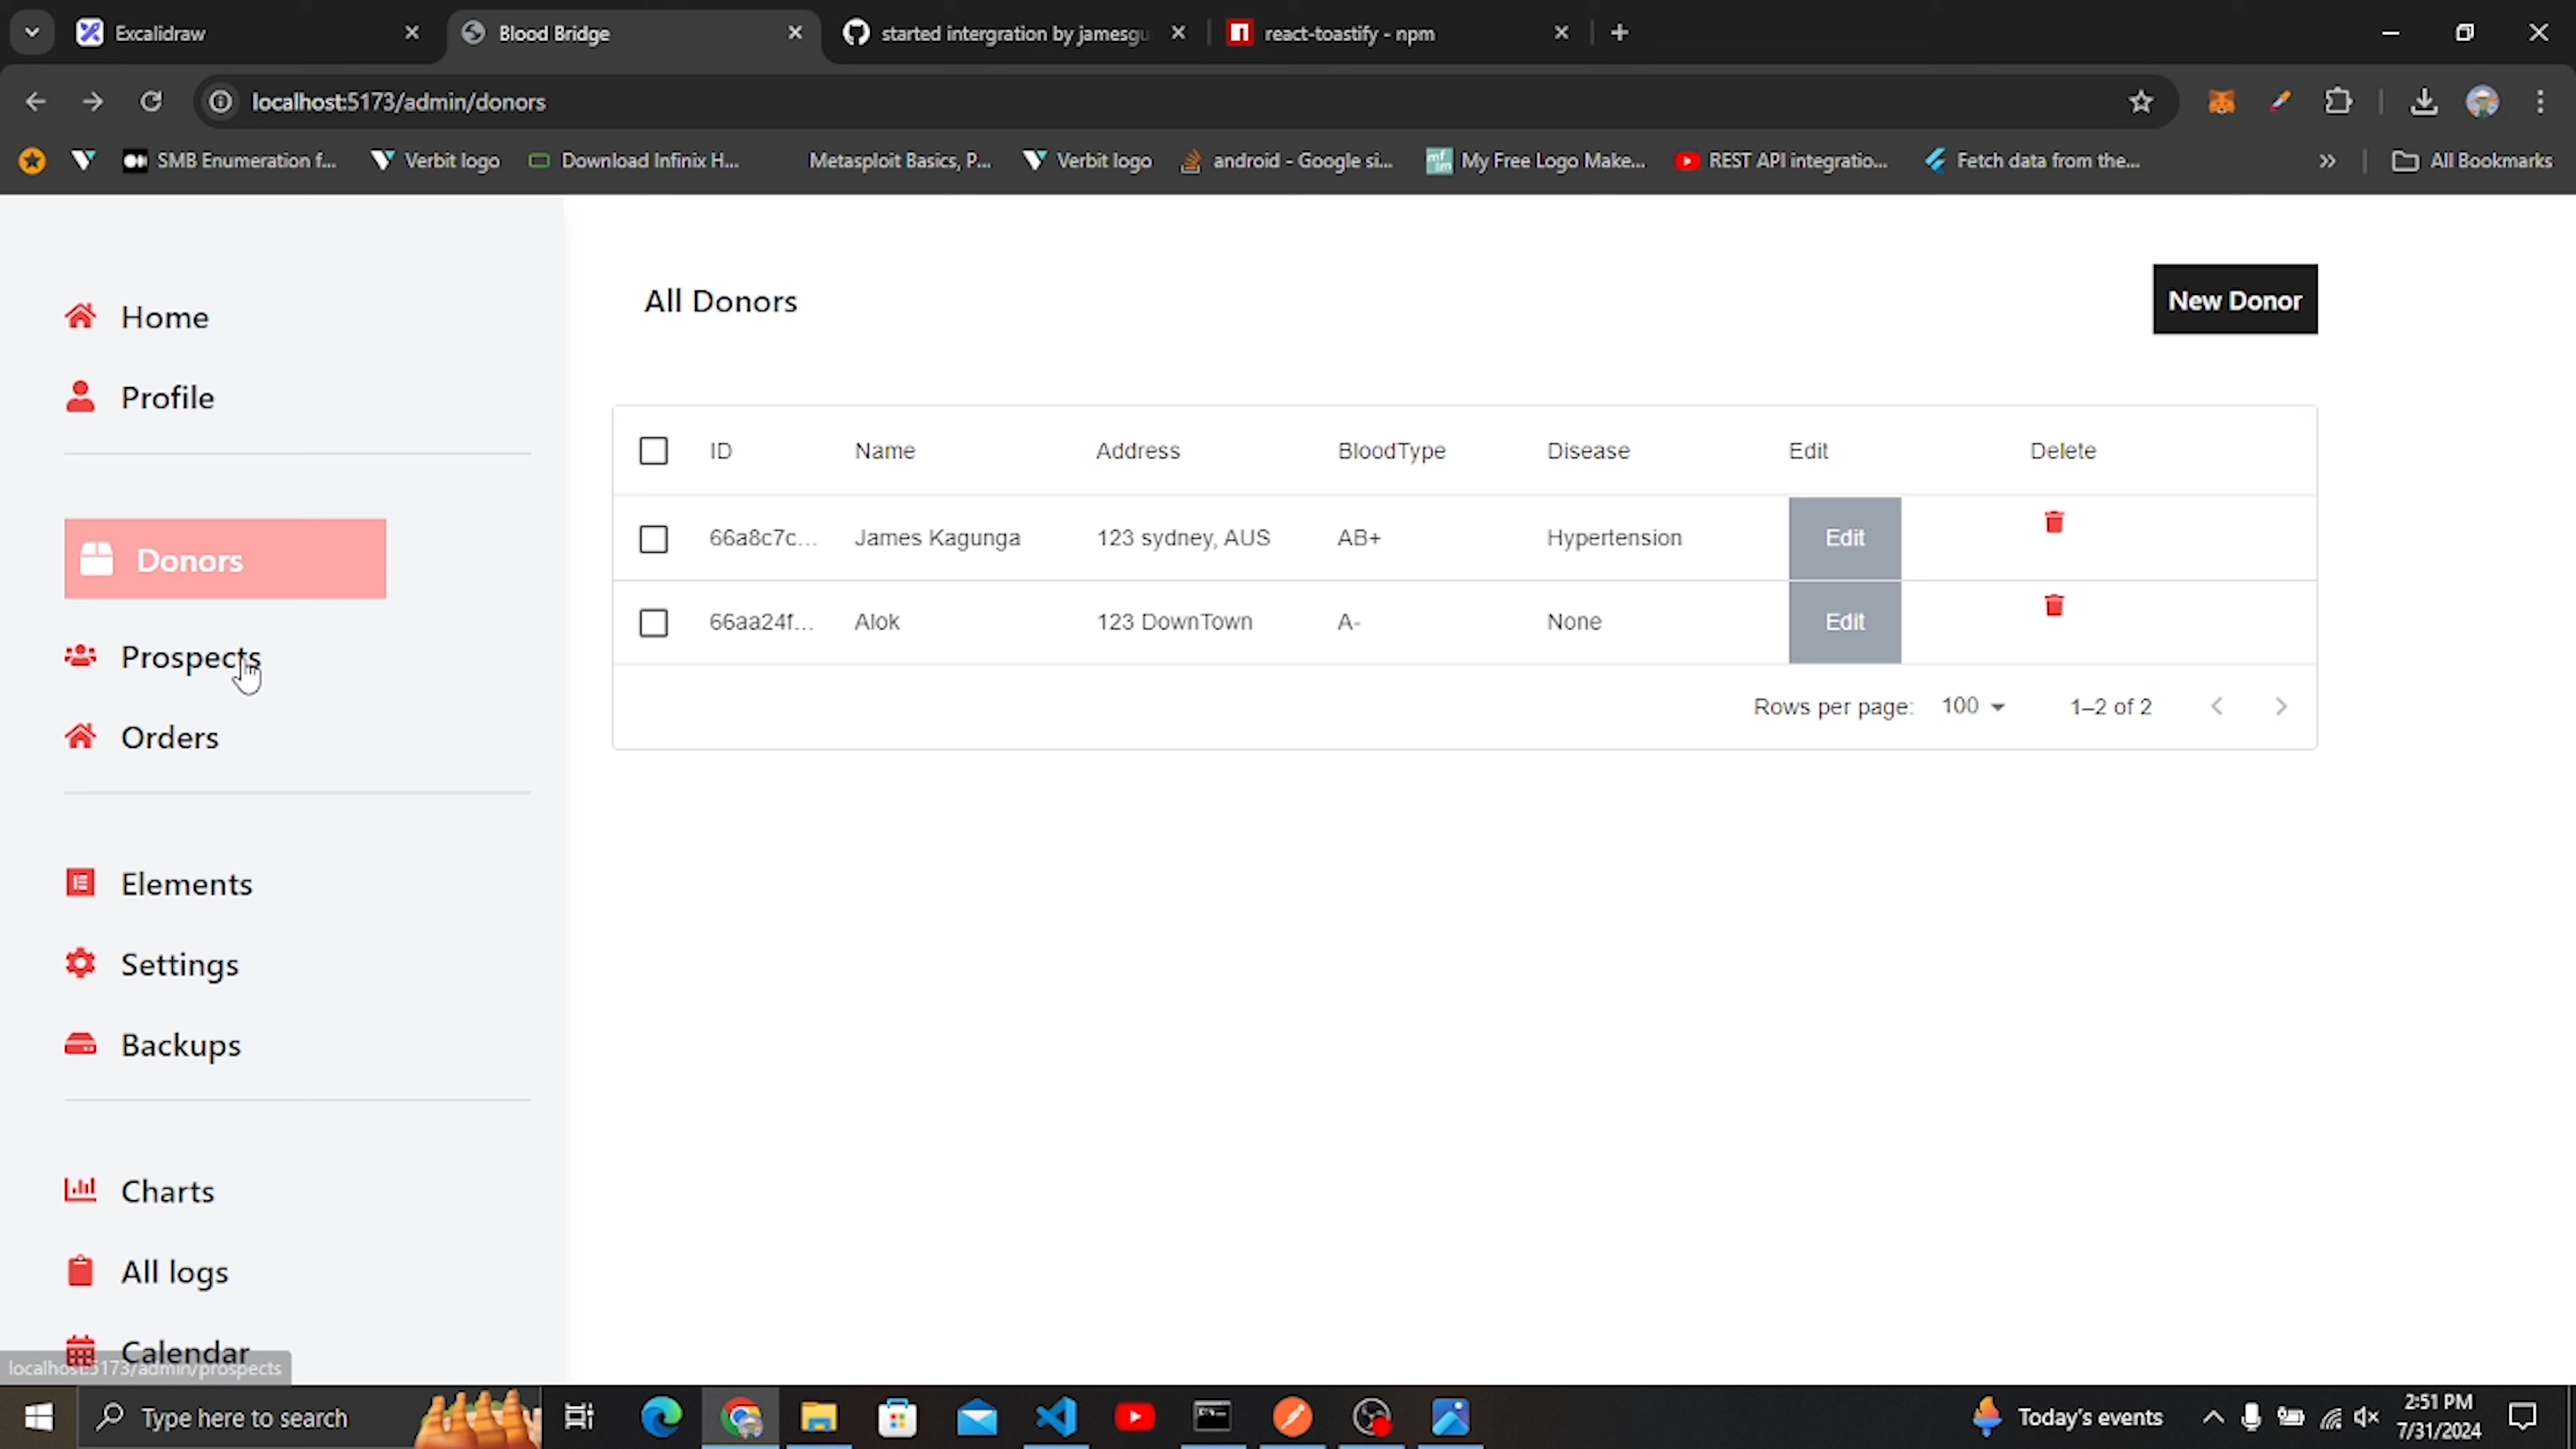 Excalidraw
Blood Bridge
started intergration by jamesgu
react-toastify - npm
localhost:5173/admin/donors
SMB Enumeration f...
Verbit logo
Download Infinix H...
Metasploit Basics, P...
Verbit logo
android - Google si...
My Free Logo Make...
REST API integratio...
Fetch data from the...
All Bookmarks
Home
Profile
Donors
Prospects
Orders
Elements
Settings
Backups
Charts
All logs
Calendar
localhost:5173/admin/prospects
All Donors
New Donor
ID Name Address BloodType Disease Edit Delete
66a8c7c... James Kagunga 123 sydney, AUS AB+ Hypertension Edit
66aa24f... Alok 123 DownTown A- None Edit
Rows per page: 100 1–2 of 2
Type here to search
Today's events
2:51 PM
7/31/2024